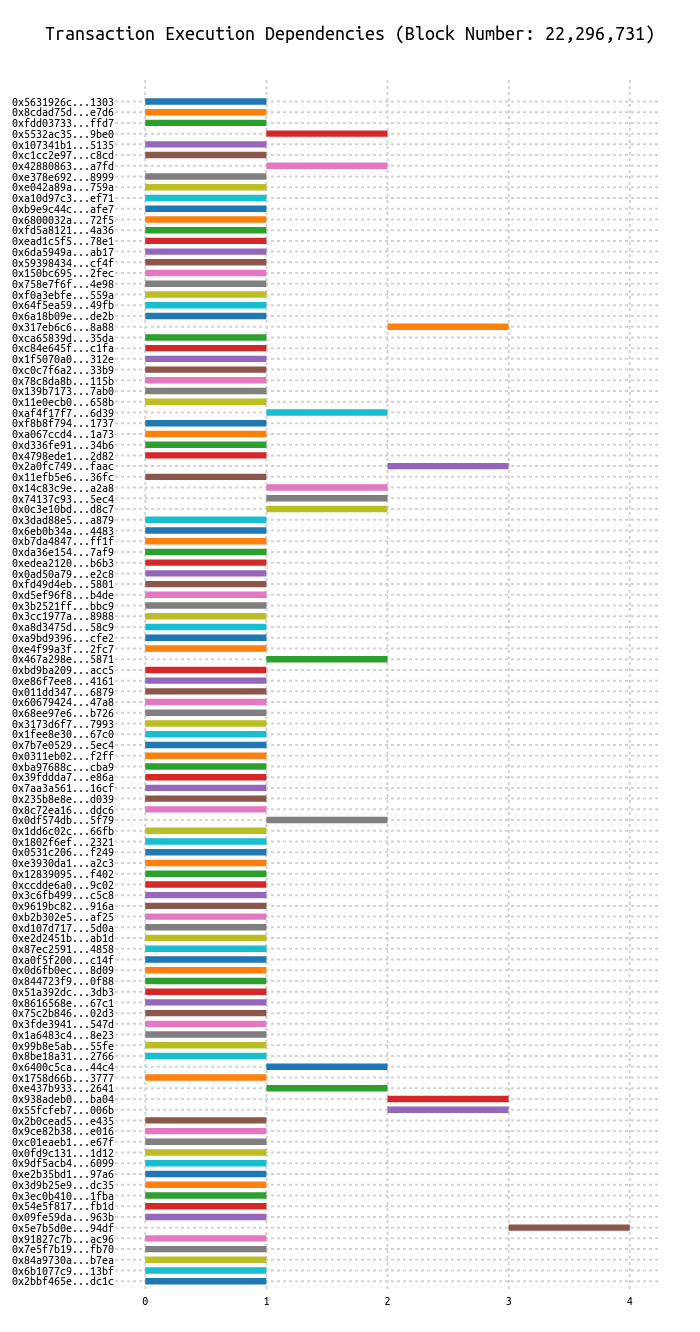 Transaction Execution Dependencies (Block Number: 22,296,731)
0x5631926c...1303
0x8cdad75d...e7d6
0xfdd03733...ffd7
0x5532ac35...9be0
0x107341b1...5135
0xc1cc2e97...c8cd
0x42880863...a7fd
0xe378e692...8999
0xe042a89a...759a
0xa10d97c3...ef71
0xb9e9c44c...afe7
0x6800032a...72f5
0xfd5a8121...4a36
0xead1c5f5...78e1
0x6da5949a...ab17
0x59398434...cf4f
0x150bc695...2fec
0x758e7f6f...4e98
0xf0a3ebfe...559a
0x64f5ea59...49fb
0x6a18b09e...de2b
0x317eb6c6...8a88
0xca65839d...35da
0xc84e645f...c1fa
0x1f5070a0...312e
0xc0c7f6a2...33b9
0x78c8da8b...115b
0x139b7173...7ab0
0x11e0ecb0...658b
0xaf4f17f7...6d39
0xf8b8f794...1737
0xa067ccd4...1a73
0xd336fe91...34b6
0x4798ede1...2d82
0x2a0fc749...faac
0x11efb5e6...36fc
0x14c83c9e...a2a8
0x74137c93...5ec4
0x0c3e10bd...d8c7
0x3dad88e5...a879
0x6eb0b34a...4483
0xb7da4847...ff1f
0xda36e154...7af9
0xedea2120...b6b3
0x0ad50a79...e2c8
0xfd49d4eb...5801
0xd5ef96f8...b4de
0x3b2521ff...bbc9
0x3cc1977a...8988
0xa8d3475d...58c9
0xa9bd9396...cfe2
0xe4f99a3f...2fc7
0x467a298e...5871
0xbd9ba209...acc5
0xe86f7ee8...4161
0x011dd347...6879
0x60679424...47a8
0x68ee97e6...b726
0x3173d6f7...7993
0x1fee8e30...67c0
0x7b7e0529...5ec4
0x0311eb02...f2ff
0xba97688c...cba9
0x39fddda7...e86a
0x7aa3a561...16cf
0x235b8e8e...d039
0x8c72ea16...ddc6
0x0df574db...5f79
0x1dd6c02c...66fb
0x1802f6ef...2321
0x0531c206...f249
0xe3930da1...a2c3
0x12839095...f402
0xccdde6a0...9c02
0x3c6fb499...c5c8
0x9619bc82...916a
0xb2b302e5...af25
0xd107d717...5d0a
0xe2d2451b...ab1d
0x87ec2591...4858
0xa0f5f200...c14f
0x0d6fb0ec...8d09
0x844723f9...0f88
0x51a392dc...3db3
0x8616568e...67c1
0x75c2b846...02d3
0x3fde3941...547d
0x1a6483c4...8e23
0x99b8e5ab...55fe
0x8be18a31...2766
0x6400c5ca...44c4
0x1758d66b...3777
0xe437b933...2641
0x938adeb0...ba04
0x55fcfeb7...006b
0x2b0cead5...e435
0x9ce82b38...e016
0xc01eaeb1...e67f
0x0fd9c131...1d12
0x9df5acb4...6099
0xe2b35bd1...97a6
0x3d9b25e9...dc35
0x3ec0b410...1fba
0x54e5f817...fb1d
0x09fe59da...963b
0x5e7b5d0e...94df
0x91827c7b...ac96
0x7e5f7b19...fb70
0x84a9730a...b7ea
0x6b1077c9...13bf
0x2bbf465e...dc1c
0 1 2 3 4